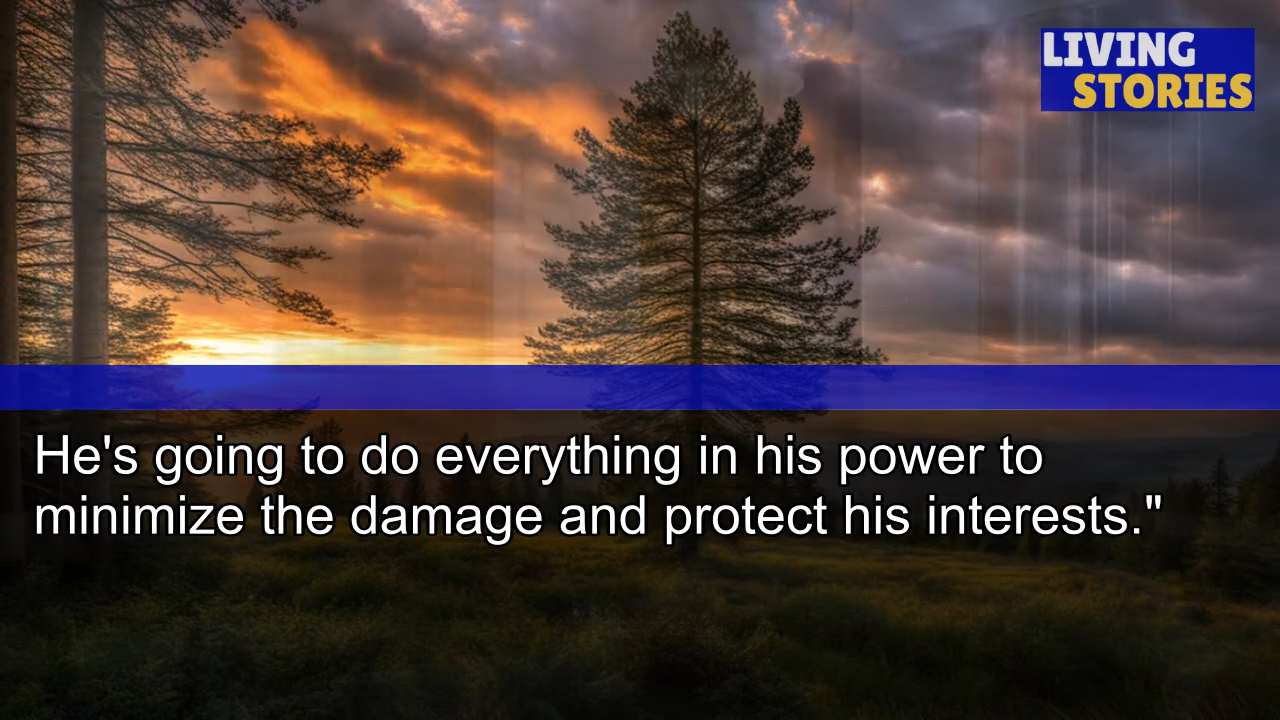 LIVING
STORIES
He's going to do everything in his power to
minimize the damage and protect his interests."